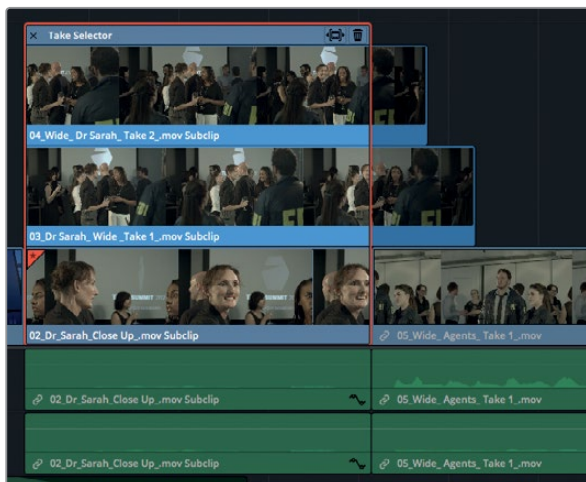 Take Selector
04_Wide_ Dr Sarah_ Take 2_.mov Subclip
03_Dr Sarah_ Wide _Take 1_.mov Subclip
02_Dr_Sarah_Close Up_.mov Subclip
05_Wide_ Agents_ Take 1_.mov
02_Dr_Sarah_Close Up_.mov Subclip
05_Wide_ Agents_ Take 1_.mov
02_Dr_Sarah_Close Up_.mov Subclip
05_Wide_ Agents_ Take 1_.mov